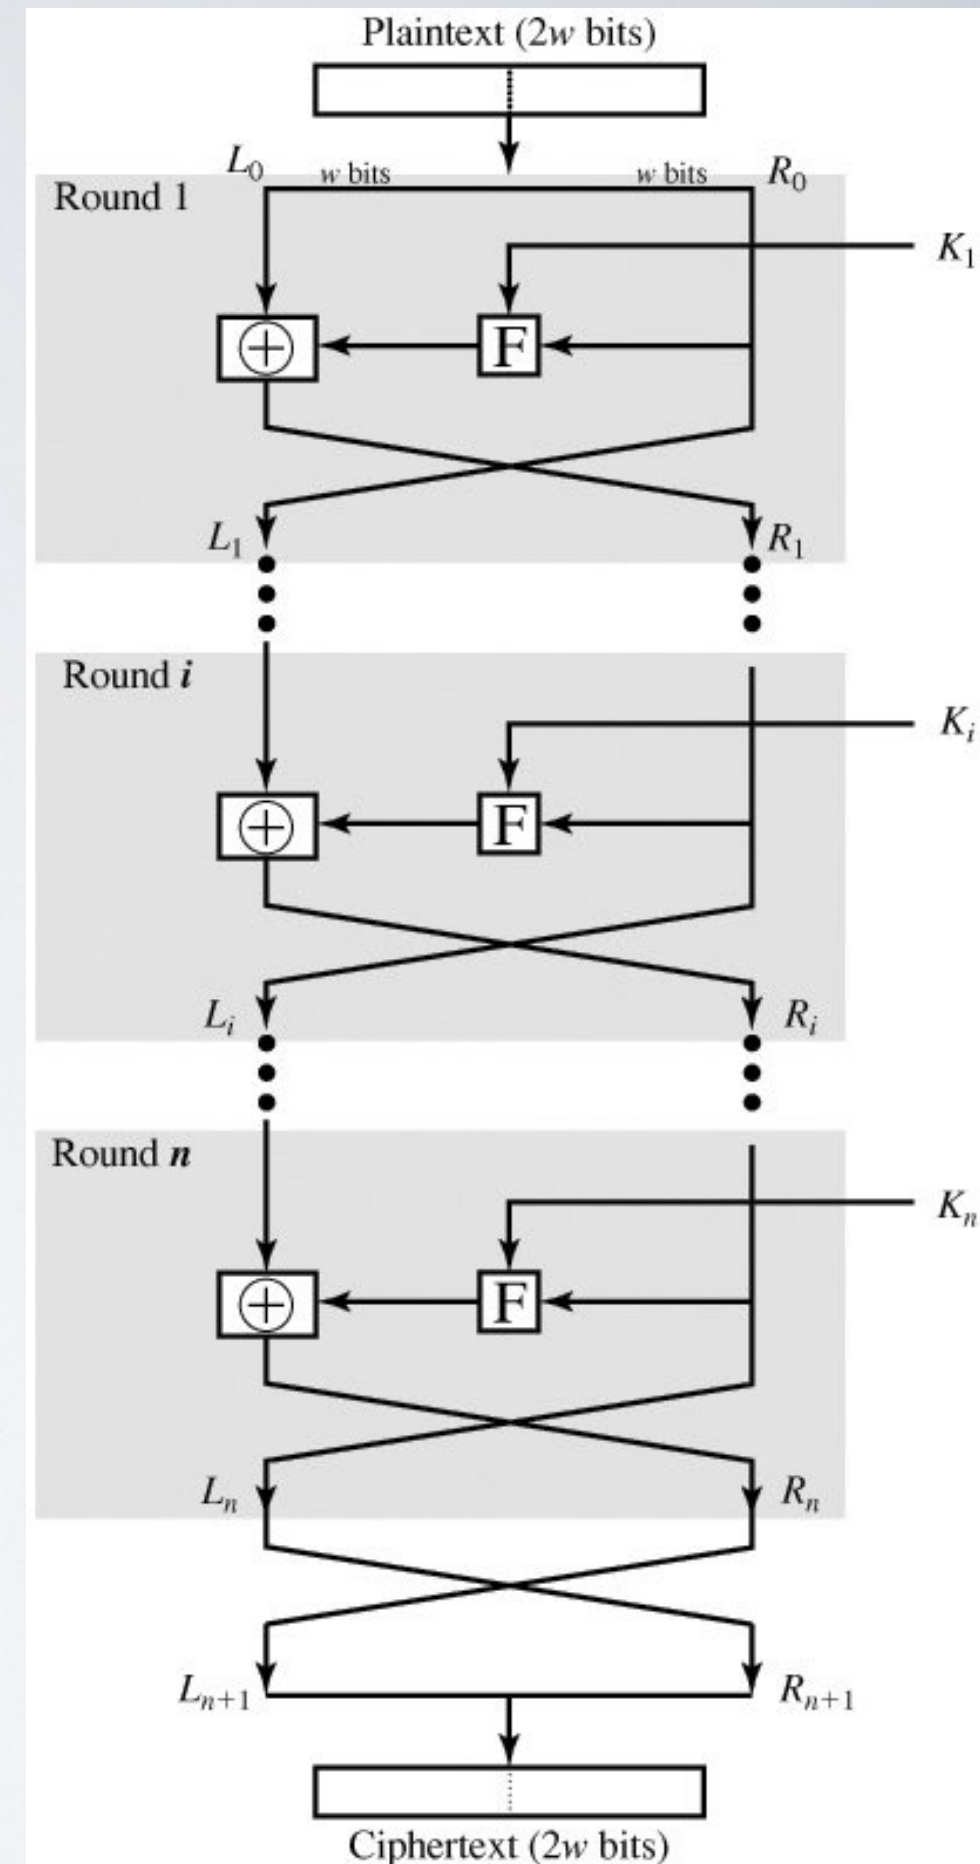 Plaintext (2w bits)
L₀ w bits w bits R₀
Round 1
K₁
⊕ F
L₁ R₁
Round i
Kᵢ
⊕ F
Lᵢ Rᵢ
Round n
Kₙ
⊕ F
Lₙ Rₙ
Lₙ₊₁ Rₙ₊₁
Ciphertext (2w bits)